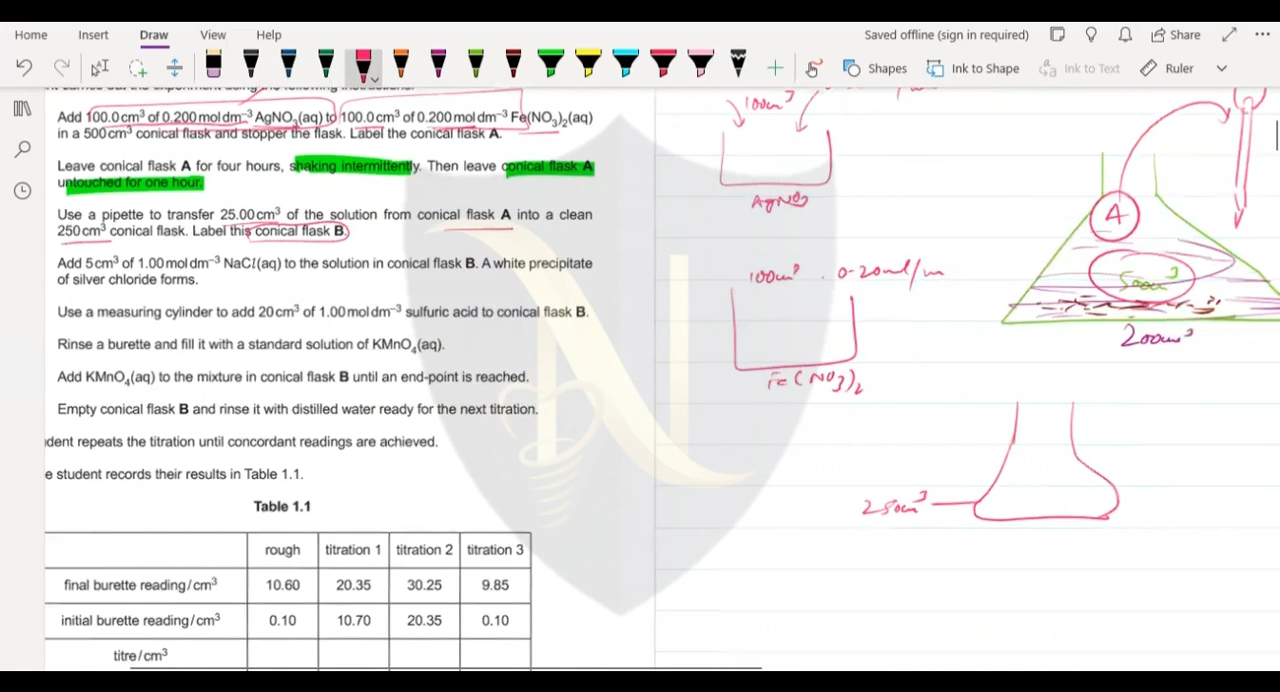 Home Insert Draw View Help
Saved offline (sign in required)
Share
Shapes
Ink to Shape
Ink to Text
Ruler
Add 100.0 cm³ of 0.200 mol dm⁻³ AgNO₃(aq) to 100.0 cm³ of 0.200 mol dm⁻³ Fe(NO₃)₂(aq)
in a 500 cm³ conical flask and stopper the flask. Label the conical flask A.
Leave conical flask A for four hours, shaking intermittently. Then leave conical flask A
untouched for one hour.
Use a pipette to transfer 25.00 cm³ of the solution from conical flask A into a clean
250 cm³ conical flask. Label this conical flask B.
Add 5 cm³ of 1.00 mol dm⁻³ NaCl(aq) to the solution in conical flask B. A white precipitate
of silver chloride forms.
Use a measuring cylinder to add 20 cm³ of 1.00 mol dm⁻³ sulfuric acid to conical flask B.
Rinse a burette and fill it with a standard solution of KMnO₄(aq).
Add KMnO₄(aq) to the mixture in conical flask B until an end-point is reached.
Empty conical flask B and rinse it with distilled water ready for the next titration.
dent repeats the titration until concordant readings are achieved.
e student records their results in Table 1.1.
Table 1.1
rough titration 1 titration 2 titration 3
final burette reading/cm³ 10.60 20.35 30.25 9.85
initial burette reading/cm³ 0.10 10.70 20.35 0.10
titre/cm³
100cm³
AgNO₃
100cm³ . 0.20mol/m
Fe(NO₃)₂
A
500cm³
200cm³
250cm³